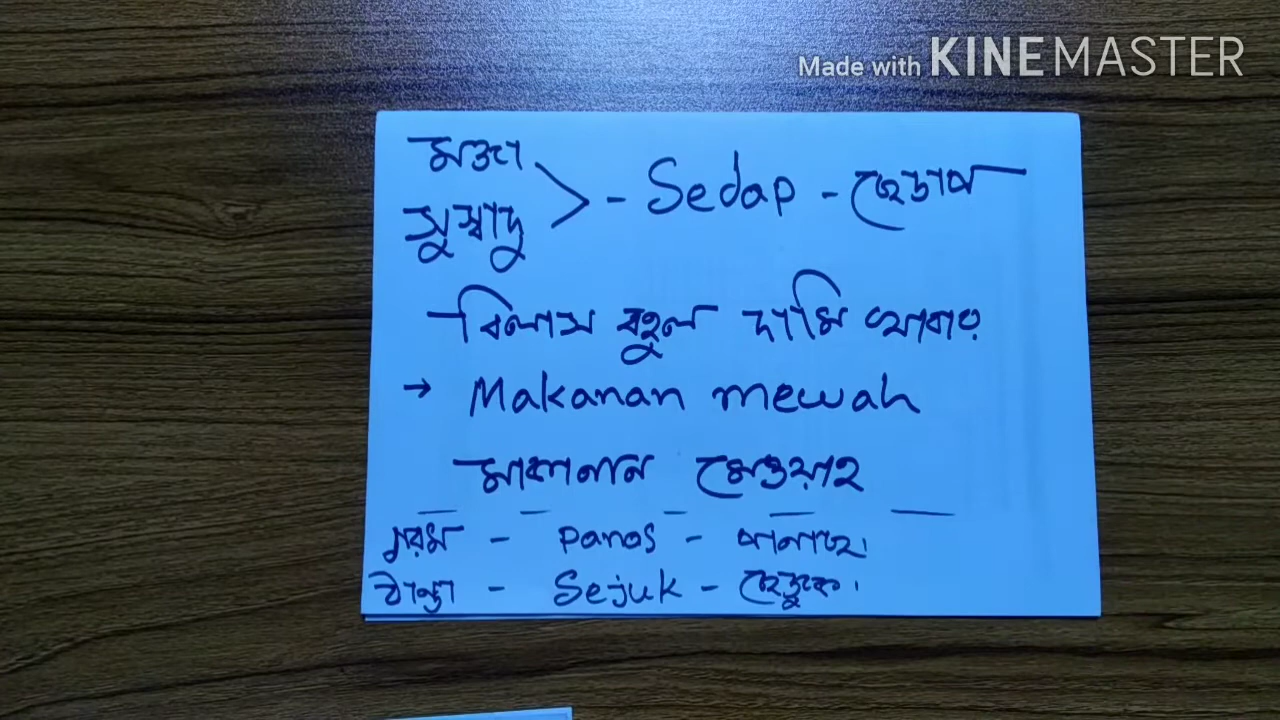 Made with KINEMASTER
মজা
সুস্বাদু > - Sedap - ছেডাপ
বিলাস বহুল দামি খাবার
→ Makanan mewah
মাকানান মেওয়াহ
গরম - Panas - পানাছ।
ঠান্ডা - Sejuk -